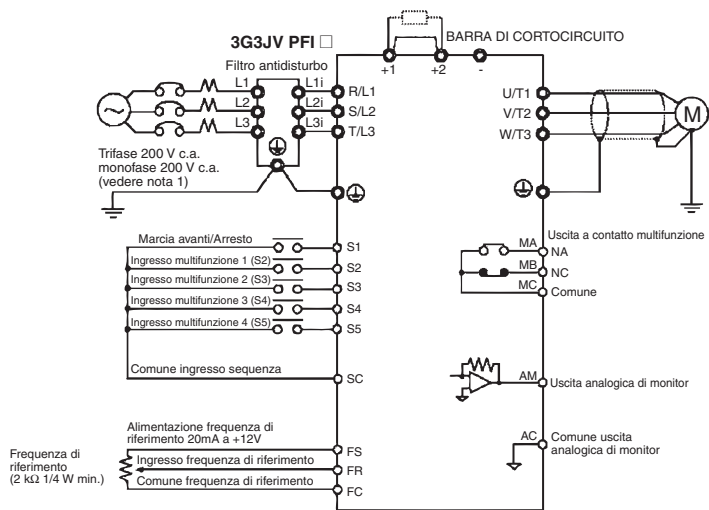 3G3JV PFI □
BARRA DI CORTOCIRCUITO
Filtro antidisturbo
+1
+2
-
L1
L1i
R/L1
L2
L2i
S/L2
L3
L3i
T/L3
U/T1
V/T2
W/T3
M
Trifase 200 V c.a.
monofase 200 V c.a.
(vedere nota 1)
Marcia avanti/Arresto
S1
Ingresso multifunzione 1 (S2)
S2
Ingresso multifunzione 2 (S3)
S3
Ingresso multifunzione 3 (S4)
S4
Ingresso multifunzione 4 (S5)
S5
Comune ingresso sequenza
SC
Uscita a contatto multifunzione
MA
NA
MB
NC
MC
Comune
AM
Uscita analogica di monitor
AC
Comune uscita
analogica di monitor
Alimentazione frequenza di
riferimento 20mA a +12V
FS
Frequenza di
riferimento
(2 kΩ 1/4 W min.)
Ingresso frequenza di riferimento
FR
Comune frequenza di riferimento
FC